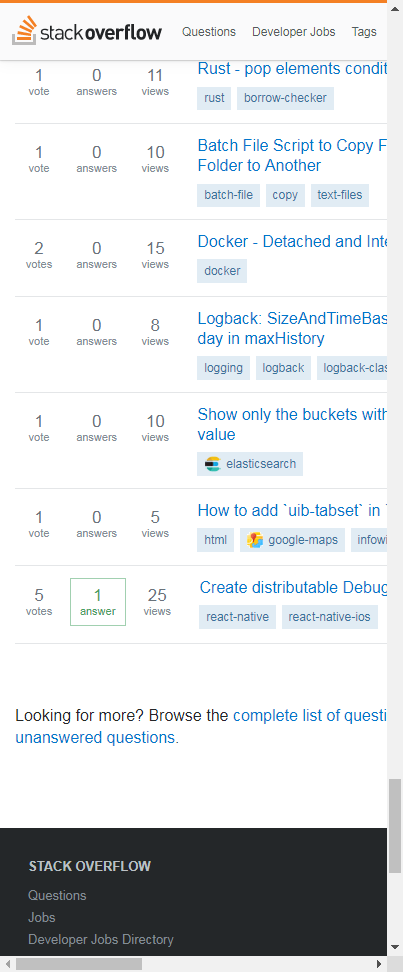 stackoverflow Questions Developer Jobs Tags
1 0 11 Rust - pop elements condit
vote answers views
rust borrow-checker
1 0 10 Batch File Script to Copy F
vote answers views Folder to Another
batch-file copy text-files
2 0 15 Docker - Detached and Inte
votes answers views
docker
1 0 8 Logback: SizeAndTimeBas
vote answers views day in maxHistory
logging logback logback-clas
1 0 10 Show only the buckets with
vote answers views value
elasticsearch
1 0 5 How to add `uib-tabset` in `
vote answers views
html google-maps infowi
5 1 25 Create distributable Debug
votes answer views
react-native react-native-ios
Looking for more? Browse the complete list of questi
unanswered questions.
STACK OVERFLOW
Questions
Jobs
Developer Jobs Directory